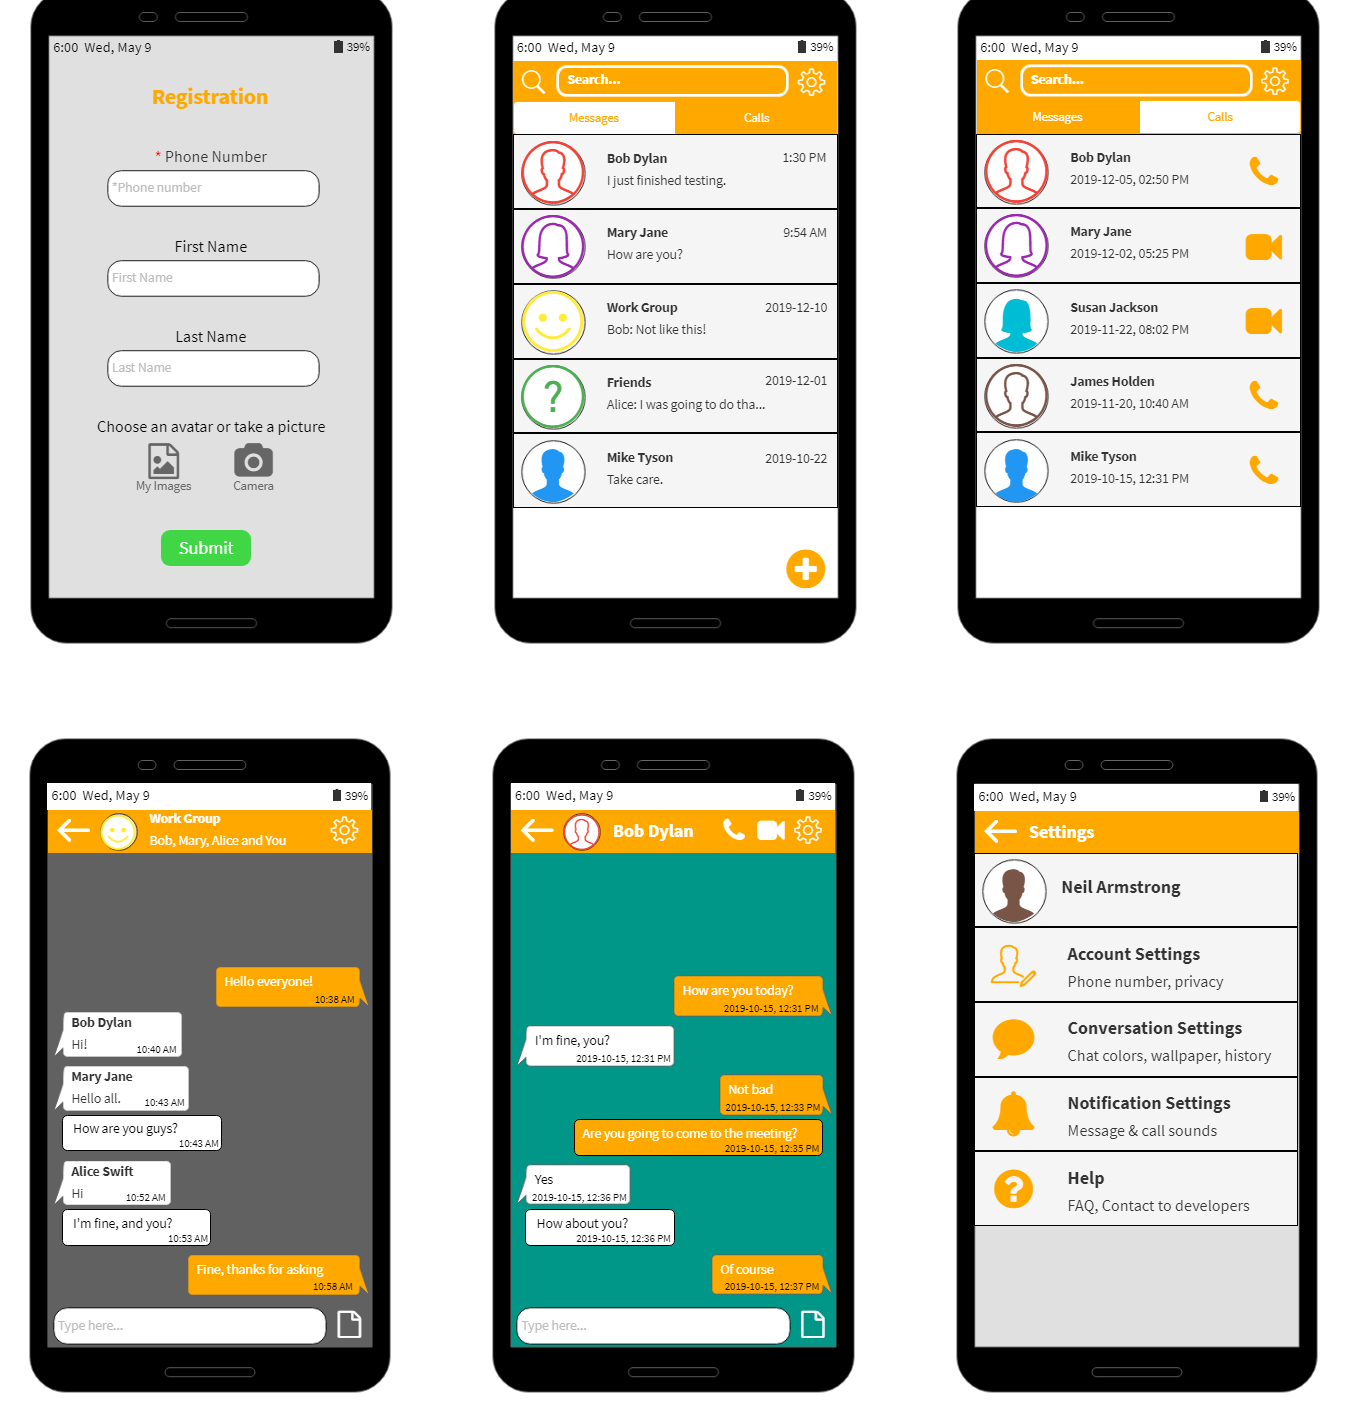 6:00 Wed, May 9 39%
Registration
* Phone Number
*Phone number
First Name
First Name
Last Name
Last Name
Choose an avatar or take a picture
My Images Camera
Submit
6:00 Wed, May 9 39%
Search...
Messages Calls
Bob Dylan 1:30 PM
I just finished testing.
Mary Jane 9:54 AM
How are you?
Work Group 2019-12-10
Bob: Not like this!
Friends 2019-12-01
?
Alice: I was going to do tha...
Mike Tyson 2019-10-22
Take care.
6:00 Wed, May 9 39%
Search...
Messages Calls
Bob Dylan
2019-12-05, 02:50 PM
Mary Jane
2019-12-02, 05:25 PM
Susan Jackson
2019-11-22, 08:02 PM
James Holden
2019-11-20, 10:40 AM
Mike Tyson
2019-10-15, 12:31 PM
6:00 Wed, May 9 39%
Work Group
Bob, Mary, Alice and You
Hello everyone!
10:38 AM
Bob Dylan
Hi! 10:40 AM
Mary Jane
Hello all. 10:43 AM
How are you guys?
10:43 AM
Alice Swift
Hi 10:52 AM
I'm fine, and you?
10:53 AM
Fine, thanks for asking
10:58 AM
Type here...
6:00 Wed, May 9 39%
Bob Dylan
How are you today?
2019-10-15, 12:31 PM
I'm fine, you?
2019-10-15, 12:31 PM
Not bad
2019-10-15, 12:33 PM
Are you going to come to the meeting?
2019-10-15, 12:35 PM
Yes
2019-10-15, 12:36 PM
How about you?
2019-10-15, 12:36 PM
Of course
2019-10-15, 12:37 PM
Type here...
6:00 Wed, May 9 39%
Settings
Neil Armstrong
Account Settings
Phone number, privacy
Conversation Settings
Chat colors, wallpaper, history
Notification Settings
Message & call sounds
?
Help
FAQ, Contact to developers